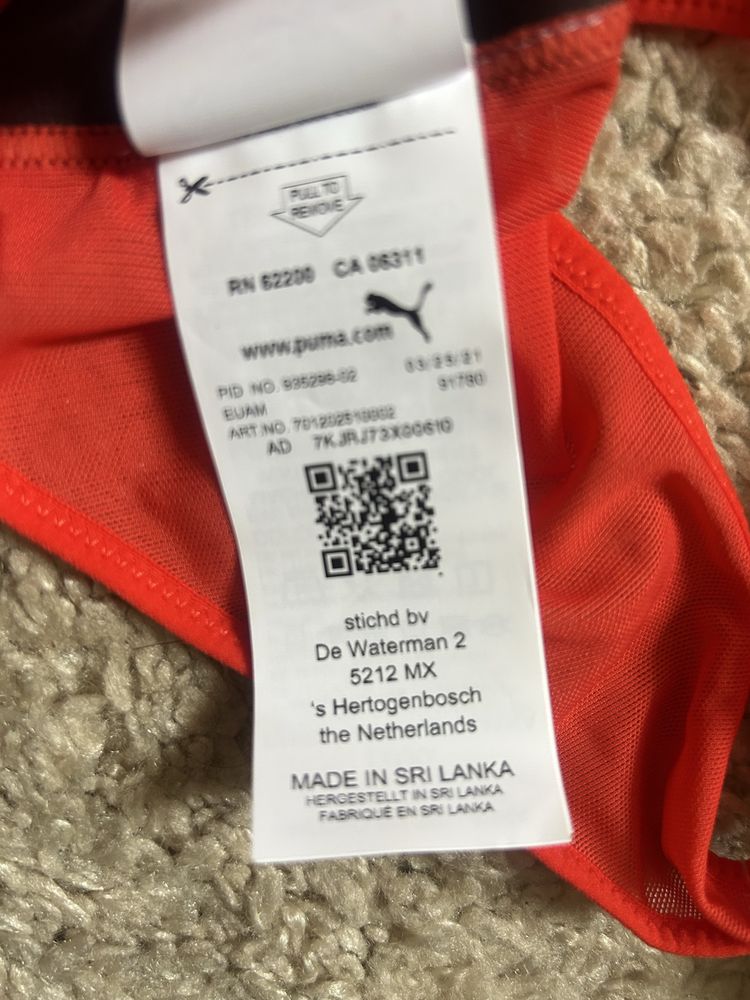 PULL TO
REMOVE
RN 62200 CA 06311
www.puma.com
PID NO. 935298-02 03/25/21
EUAM 91780
ART.NO. 701202510002
AD 7KJRJ73X00610
stichd bv
De Waterman 2
5212 MX
's Hertogenbosch
the Netherlands
MADE IN SRI LANKA
HERGESTELLT IN SRI LANKA
FABRIQUÉ EN SRI LANKA